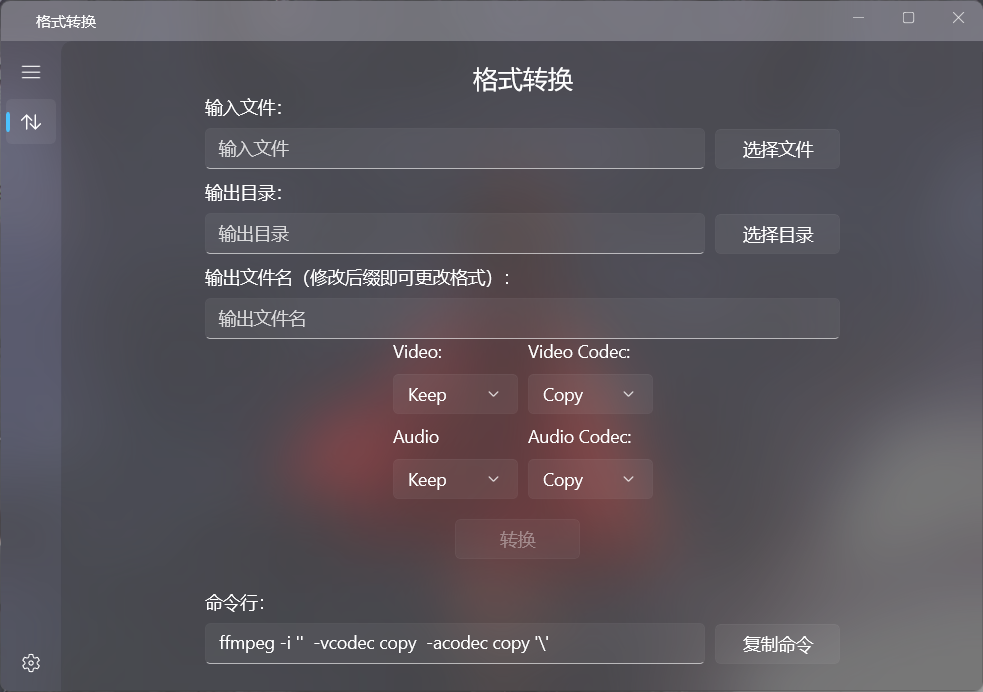 格式转换
格式转换
输入文件：
输入文件 选择文件
输出目录：
输出目录 选择目录
输出文件名（修改后缀即可更改格式）：
输出文件名
Video: Video Codec:
Keep Copy
Audio Audio Codec:
Keep Copy
转换
命令行：
ffmpeg -i ''  -vcodec copy  -acodec copy '\' 复制命令